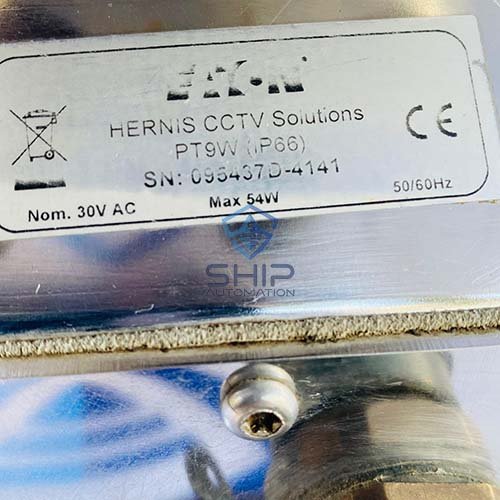 EATON
HERNIS CCTV Solutions
PT9W (IP66)
SN: 095437D-4141
Nom. 30V AC
Max 54W
50/60Hz
CE
SHIP
AUTOMATION